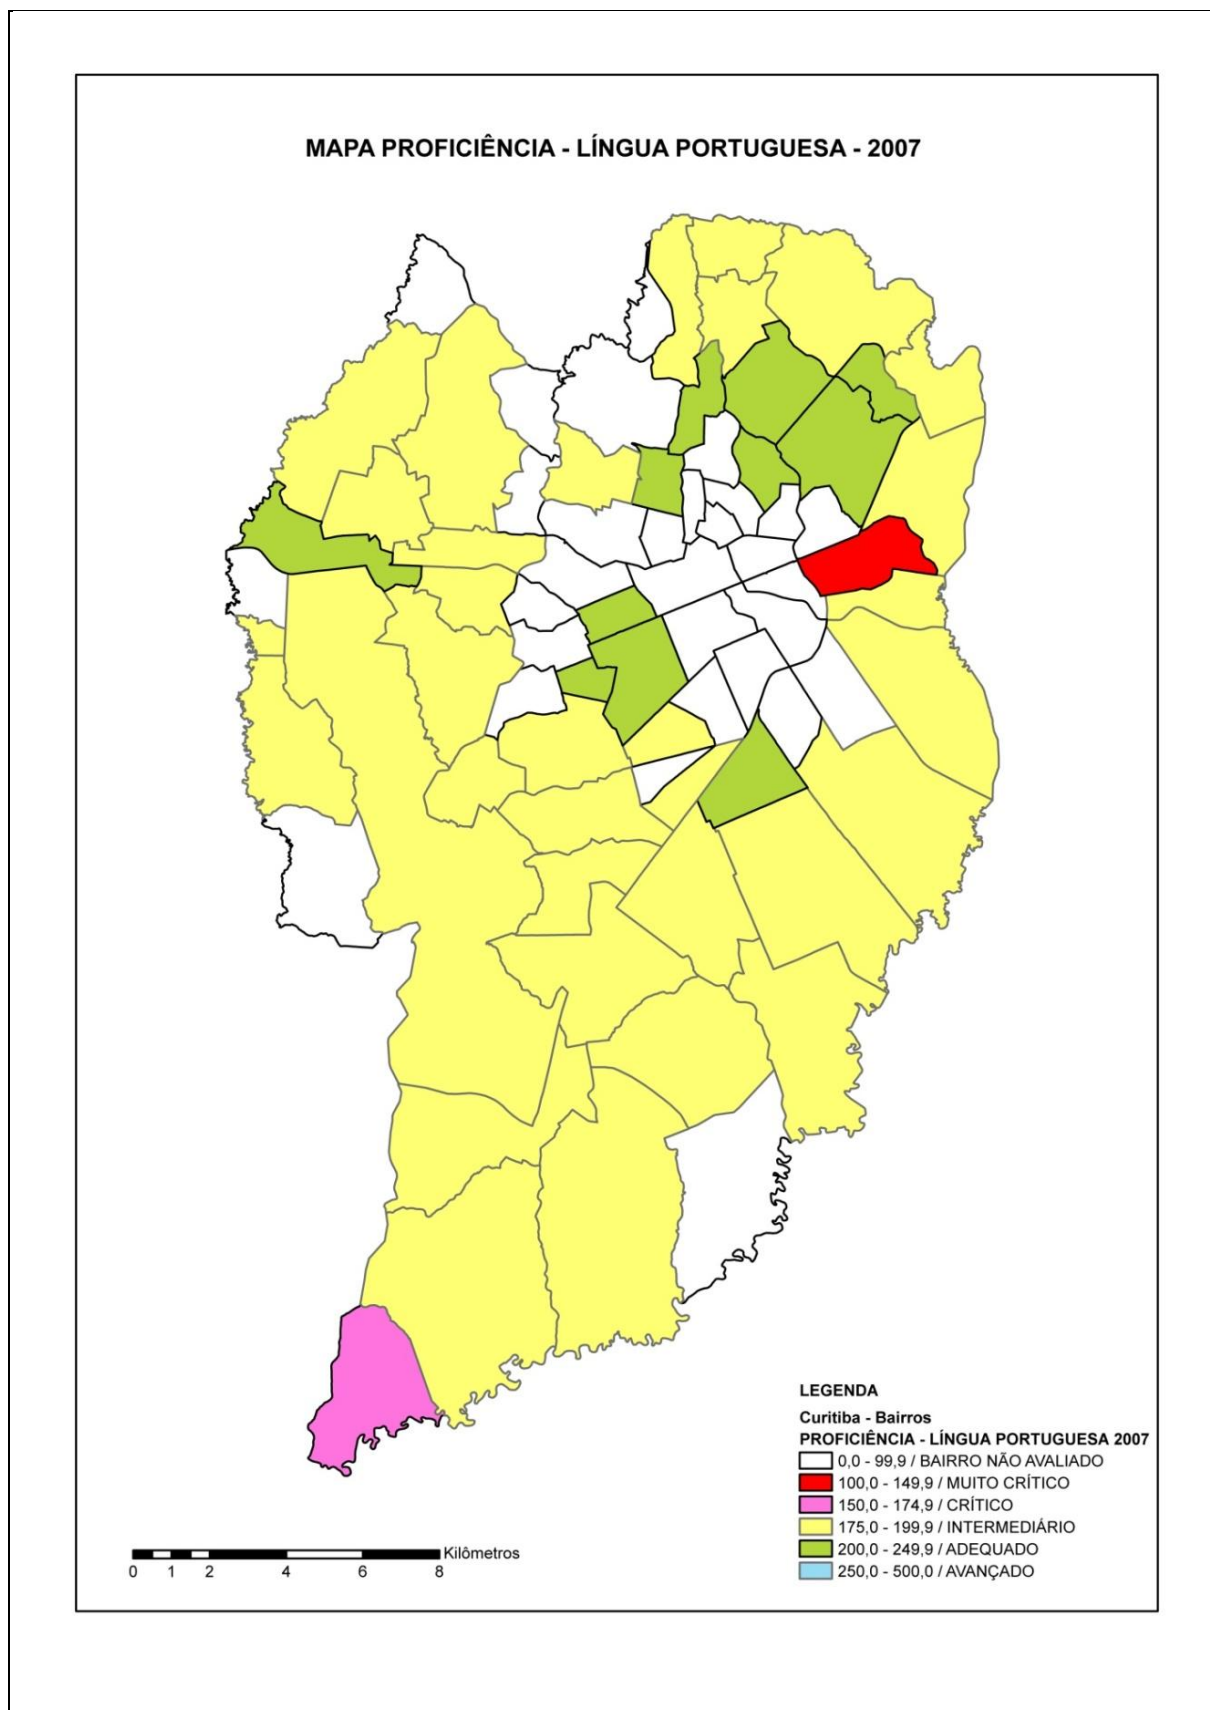 MAPA PROFICIÊNCIA - LÍNGUA PORTUGUESA - 2007
LEGENDA
Curitiba - Bairros
PROFICIÊNCIA - LÍNGUA PORTUGUESA 2007
0,0 - 99,9 / BAIRRO NÃO AVALIADO
100,0 - 149,9 / MUITO CRÍTICO
150,0 - 174,9 / CRÍTICO
175,0 - 199,9 / INTERMEDIÁRIO
200,0 - 249,9 / ADEQUADO
250,0 - 500,0 / AVANÇADO
Kilômetros
0 1 2 4 6 8